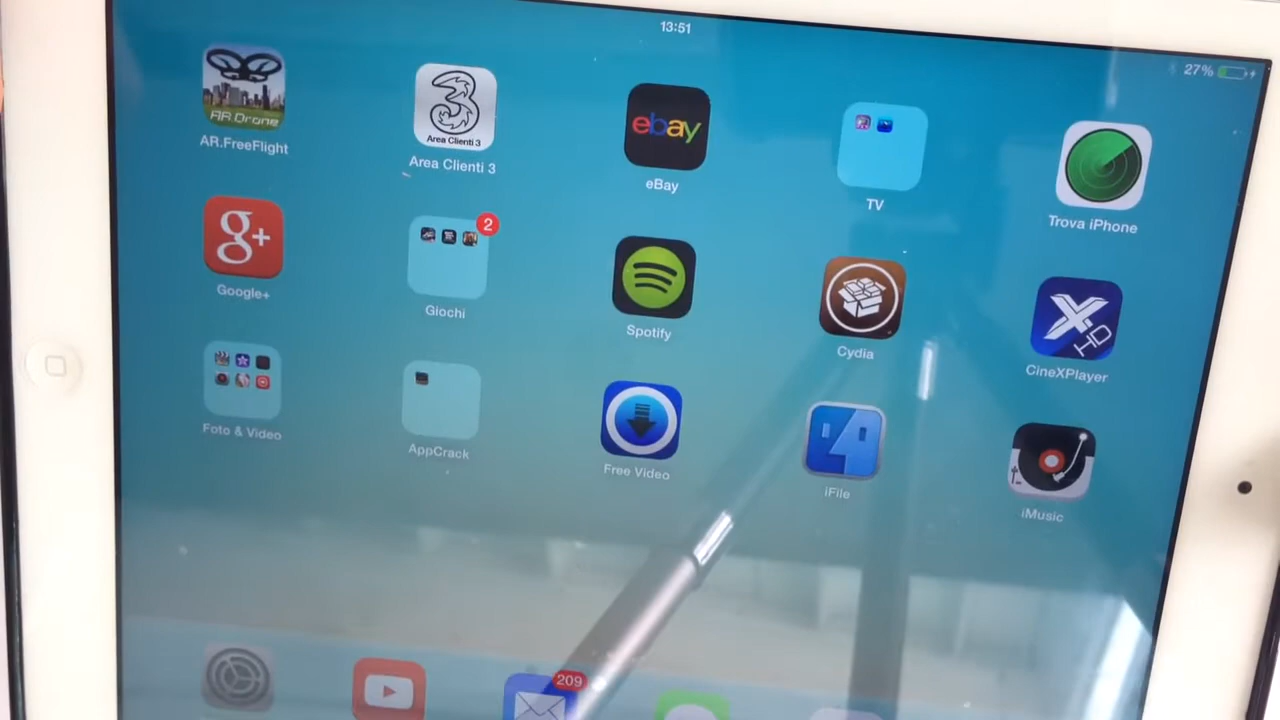 13:51
27%
AR.Drone
AR.FreeFlight
3
Area Clienti 3
Area Clienti 3
ebay
eBay
TV
Trova iPhone
g+
Google+
2
Giochi
Spotify
Cydia
X
HD
CineXPlayer
Foto & Video
AppCrack
Free Video
iFile
iMusic
209